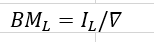 BM_L = I_L/∇